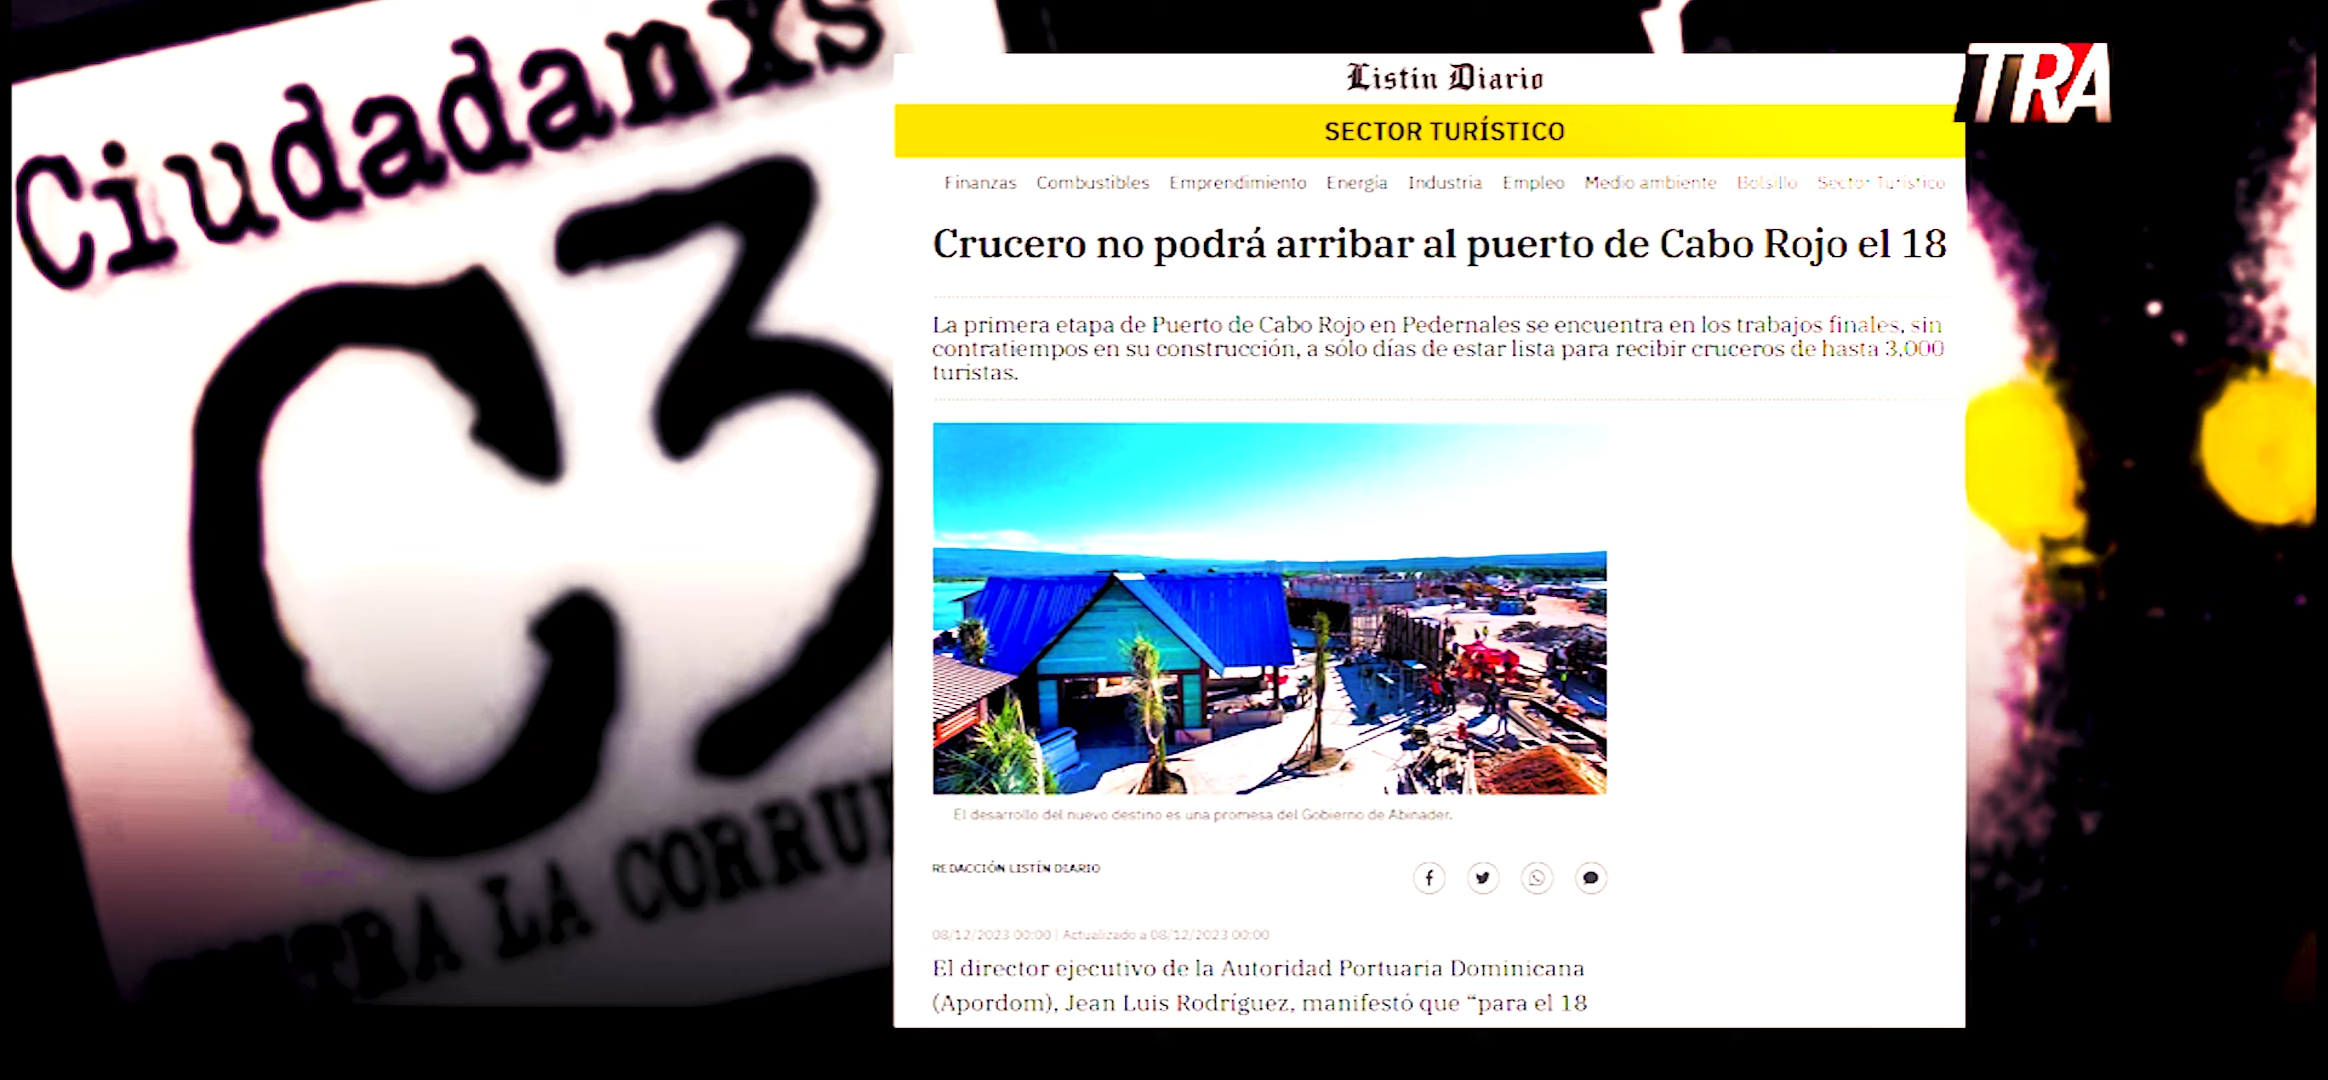 Ciudadanxs
C3
CONTRA LA CORRU
TRA
Listín Diario
SECTOR TURÍSTICO
Finanzas Combustibles Emprendimiento Energía Industria Empleo Medio ambiente Bolsillo Sector Turístico
Crucero no podrá arribar al puerto de Cabo Rojo el 18
La primera etapa de Puerto de Cabo Rojo en Pedernales se encuentra en los trabajos finales, sin
contratiempos en su construcción, a sólo días de estar lista para recibir cruceros de hasta 3,000
turistas.
El desarrollo del nuevo destino es una promesa del Gobierno de Abinader.
REDACCIÓN LISTÍN DIARIO
08/12/2023 00:00 | Actualizado a 08/12/2023 00:00
El director ejecutivo de la Autoridad Portuaria Dominicana
(Apordom), Jean Luis Rodríguez, manifestó que “para el 18